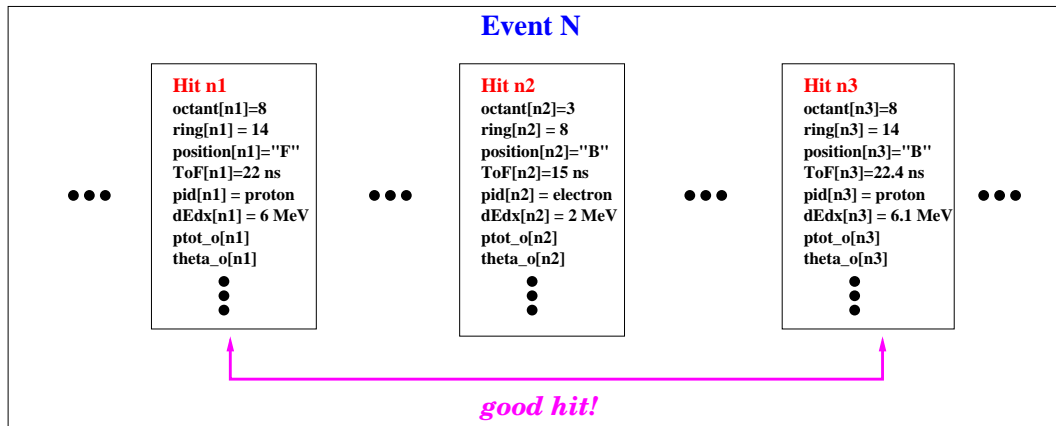 Event N
Hit n1
octant[n1]=8
ring[n1] = 14
position[n1]="F"
ToF[n1]=22 ns
pid[n1] = proton
dEdx[n1] = 6 MeV
ptot_o[n1]
theta_o[n1]
Hit n2
octant[n2]=3
ring[n2] = 8
position[n2]="B"
ToF[n2]=15 ns
pid[n2] = electron
dEdx[n2] = 2 MeV
ptot_o[n2]
theta_o[n2]
Hit n3
octant[n3]=8
ring[n3] = 14
position[n3]="B"
ToF[n3]=22.4 ns
pid[n3] = proton
dEdx[n3] = 6.1 MeV
ptot_o[n3]
theta_o[n3]
good hit!